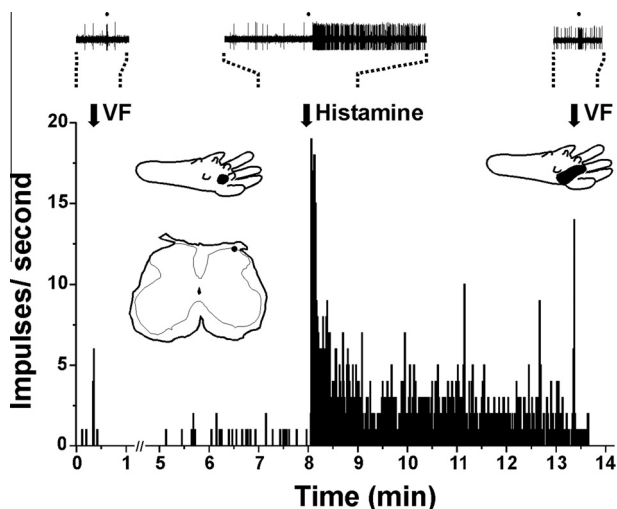 VF
Histamine
VF
Impulses/ second
20
15
10
5
0
0 1 // 5 6 7 8 9 10 11 12 13 14
Time (min)